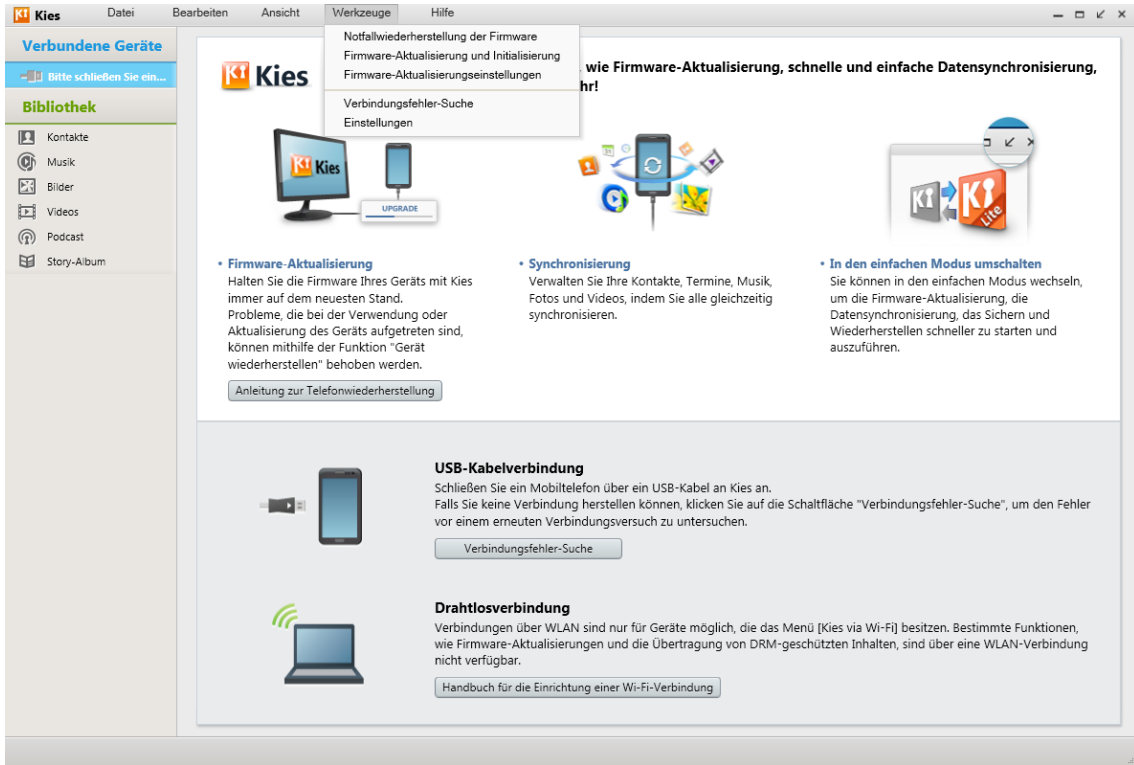 Kies Datei Bearbeiten Ansicht Werkzeuge Hilfe
Verbundene Geräte
Bitte schließen Sie ein...
Bibliothek
Kontakte
Musik
Bilder
Videos
Podcast
Story-Album
Notfallwiederherstellung der Firmware
Firmware-Aktualisierung und Initialisierung
Firmware-Aktualisierungseinstellungen
Verbindungsfehler-Suche
Einstellungen
Kies
, wie Firmware-Aktualisierung, schnelle und einfache Datensynchronisierung,
hr!
Kies
UPGRADE
Lite
• Firmware-Aktualisierung
Halten Sie die Firmware Ihres Geräts mit Kies
immer auf dem neuesten Stand.
Probleme, die bei der Verwendung oder
Aktualisierung des Geräts aufgetreten sind,
können mithilfe der Funktion "Gerät
wiederherstellen" behoben werden.
Anleitung zur Telefonwiederherstellung
• Synchronisierung
Verwalten Sie Ihre Kontakte, Termine, Musik,
Fotos und Videos, indem Sie alle gleichzeitig
synchronisieren.
• In den einfachen Modus umschalten
Sie können in den einfachen Modus wechseln,
um die Firmware-Aktualisierung, die
Datensynchronisierung, das Sichern und
Wiederherstellen schneller zu starten und
auszuführen.
USB-Kabelverbindung
Schließen Sie ein Mobiltelefon über ein USB-Kabel an Kies an.
Falls Sie keine Verbindung herstellen können, klicken Sie auf die Schaltfläche "Verbindungsfehler-Suche", um den Fehler
vor einem erneuten Verbindungsversuch zu untersuchen.
Verbindungsfehler-Suche
Drahtlosverbindung
Verbindungen über WLAN sind nur für Geräte möglich, die das Menü [Kies via Wi-Fi] besitzen. Bestimmte Funktionen,
wie Firmware-Aktualisierungen und die Übertragung von DRM-geschützten Inhalten, sind über eine WLAN-Verbindung
nicht verfügbar.
Handbuch für die Einrichtung einer Wi-Fi-Verbindung